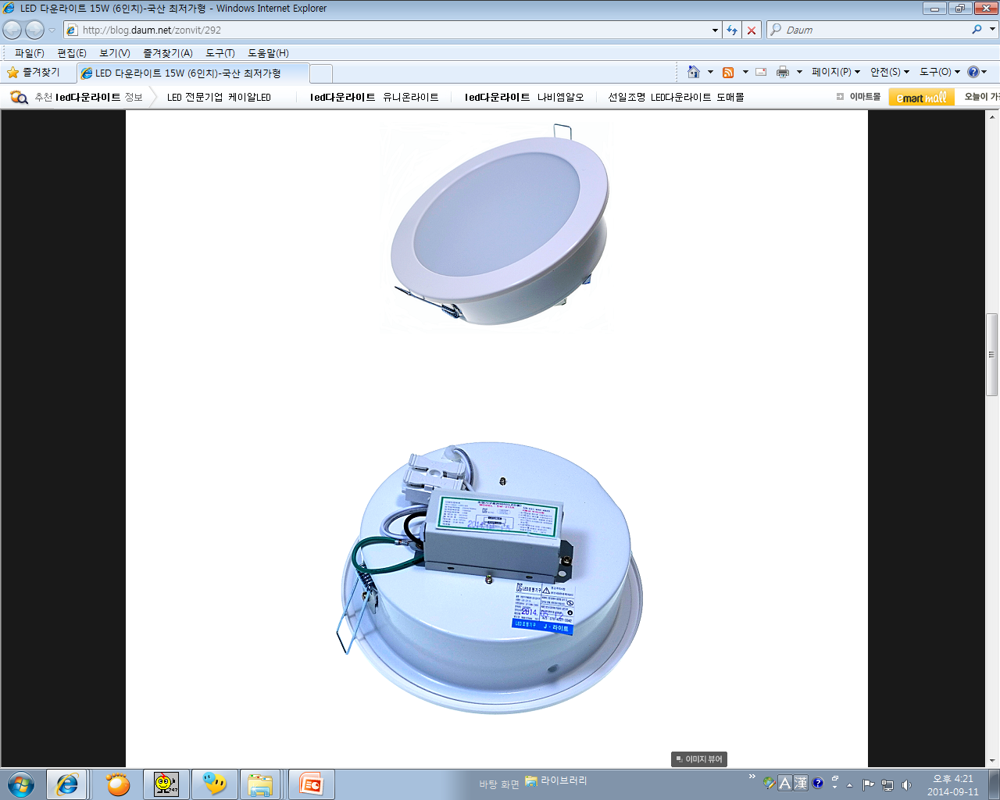 LED 다운라이트 15W (6인치)-국산 최저가형 - Windows Internet Explorer
http://blog.daum.net/zonvit/292
Daum
파일(F) 편집(E) 보기(V) 즐겨찾기(A) 도구(T) 도움말(H)
즐겨찾기 LED 다운라이트 15W (6인치)-국산 최저가형 페이지(P) 안전(S) 도구(O)
추천 led다운라이트 정보 LED 전문기업 케이알LED led다운라이트 유니온라이트 led다운라이트 나비엠알오 선일조명 LED다운라이트 도매몰 이마트몰 emart mall 오늘이 가
LED조명기구
2014.
LED조명기구 J - 라이트
이미지 뷰어
747
바탕 화면 라이브러리 » A 漢 오후 4:21
2014-09-11